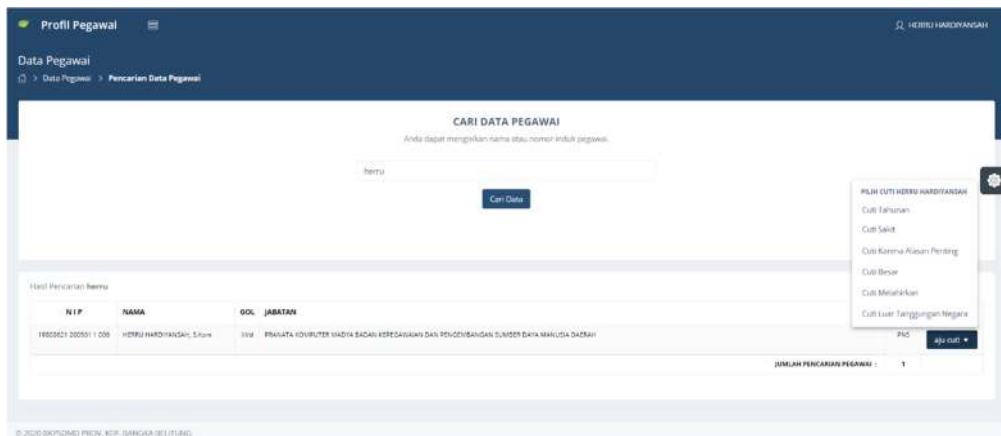 Profil Pegawai
HERRU HARDIYANSAH
Data Pegawai
> Data Pegawai > Pencarian Data Pegawai
CARI DATA PEGAWAI
Anda dapat mengisikan nama atau nomor induk pegawai.
herru
Cari Data
PILIH CUTI HERRU HARDIYANSAH
Cuti Tahunan
Cuti Sakit
Cuti Karena Alasan Penting
Cuti Besar
Cuti Melahirkan
Cuti Luar Tanggungan Negara
Hasil Pencarian herru
NIP NAMA GOL JABATAN
HERRU HARDIYANSAH, S.Kom PRANATA KOMPUTER MADYA BADAN KEPEGAWAIAN DAN PENGEMBANGAN SUMBER DAYA MANUSIA DAERAH PNS aju cuti
JUMLAH PENCARIAN PEGAWAI : 1
© 2020 BKPSDMD PROV. KEP. BANGKA BELITUNG